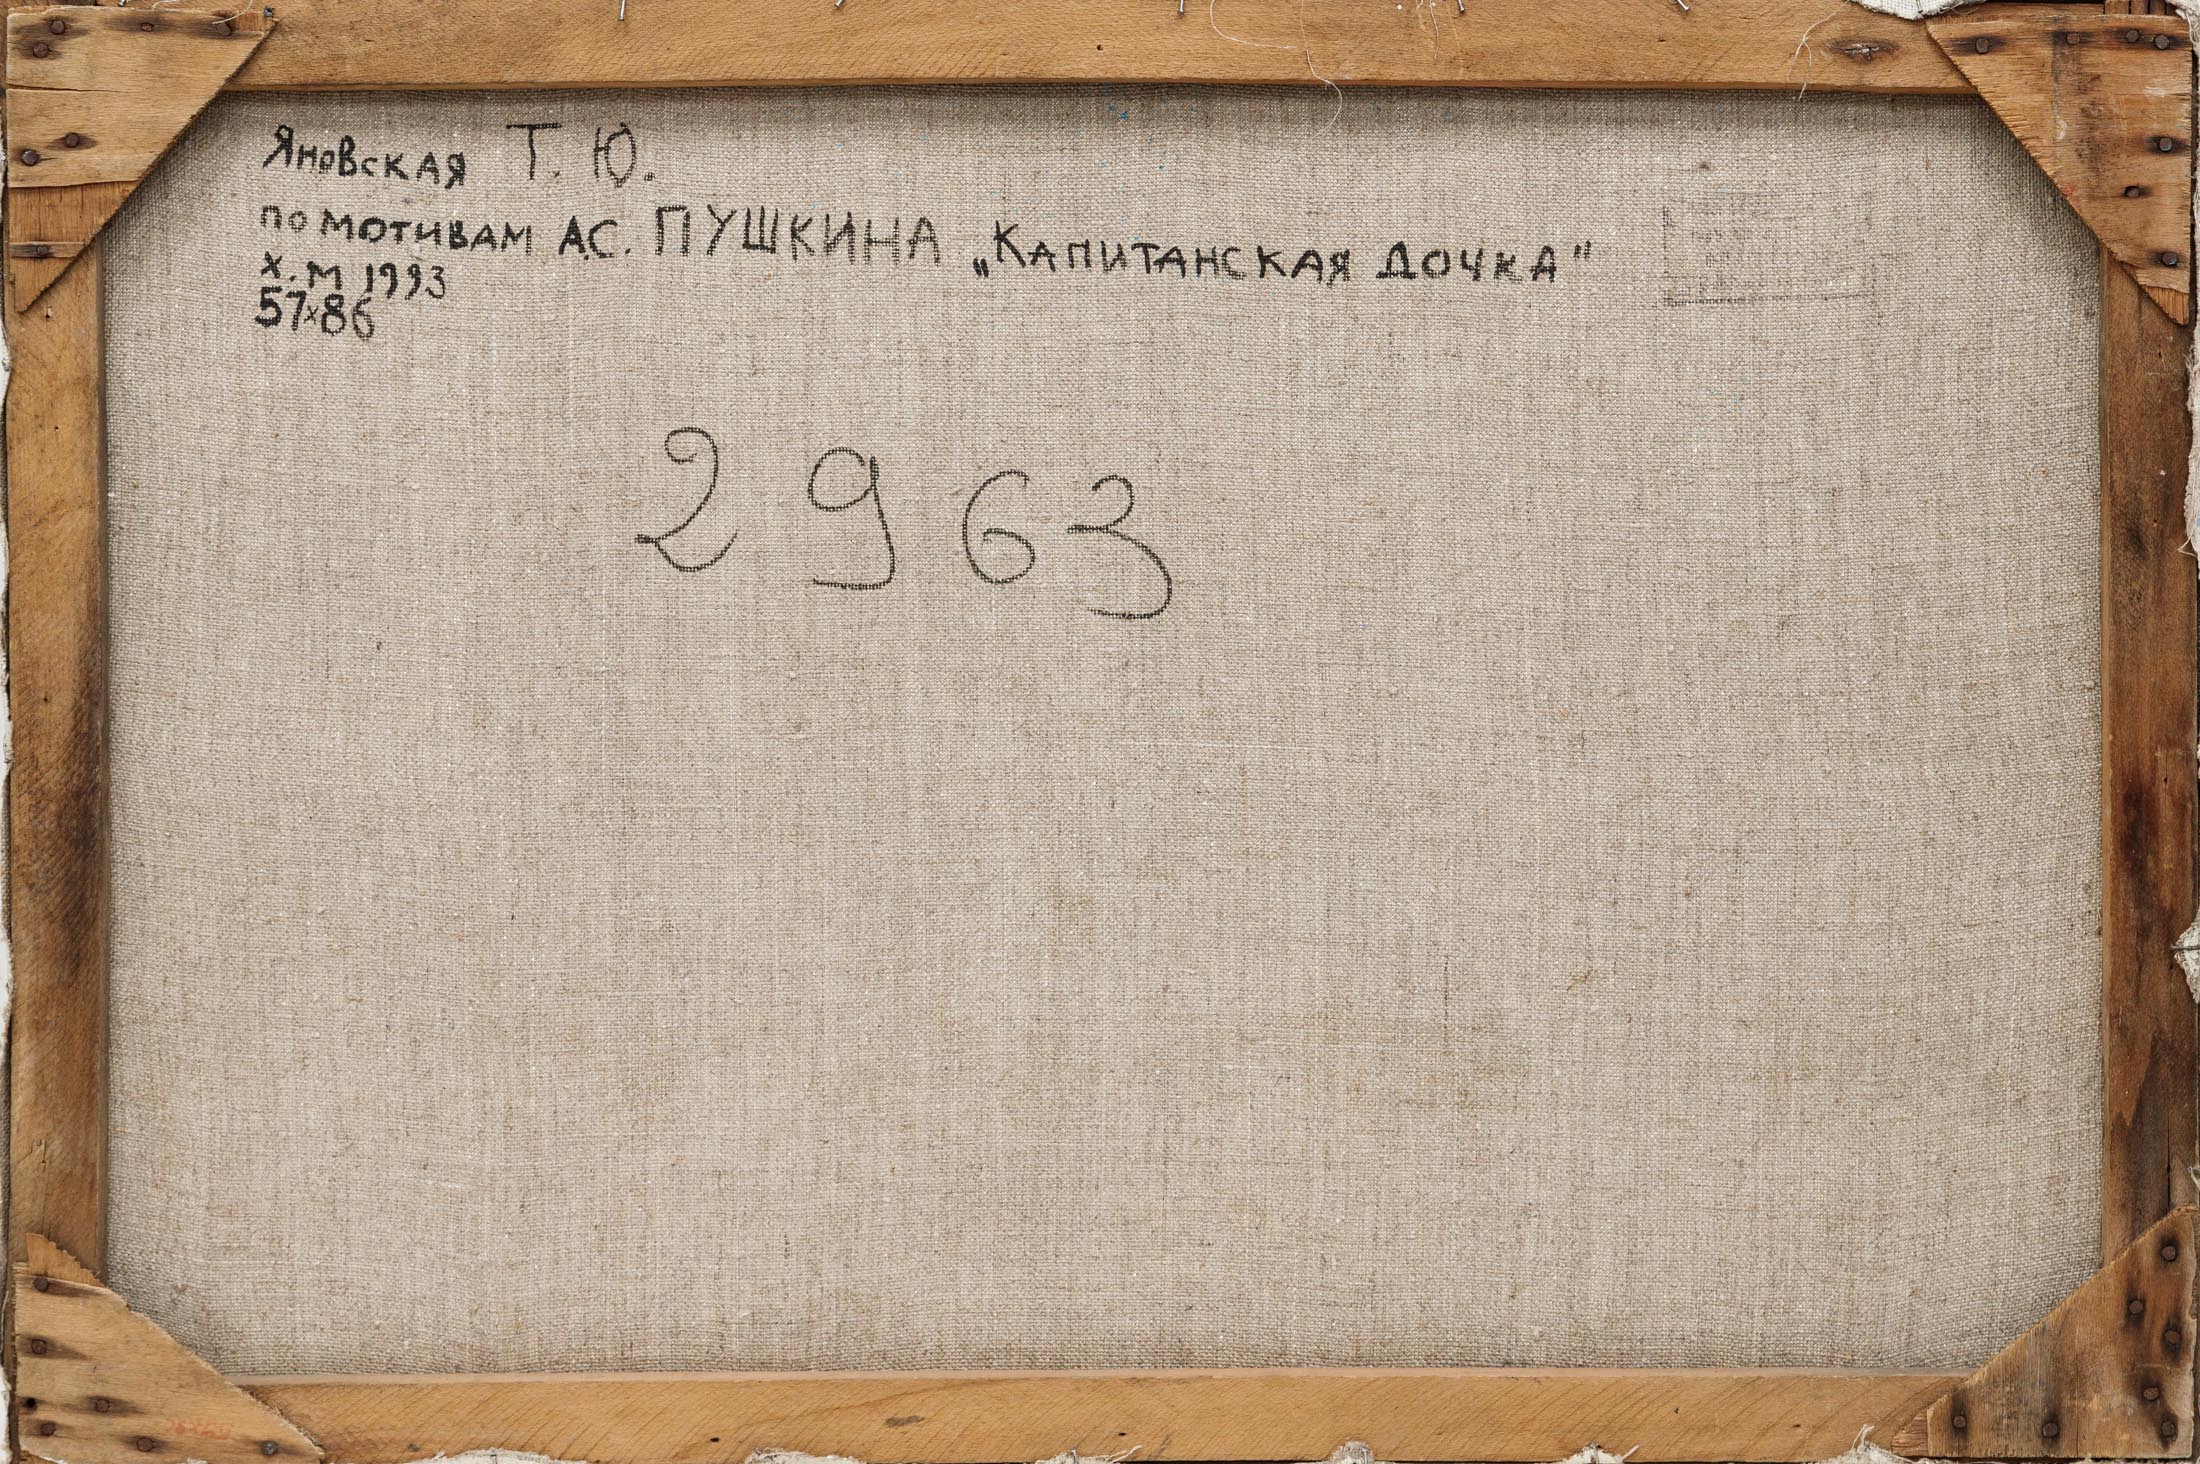 Яновская Т. Ю.
по мотивам А.С. ПУШКИНА „Капитанская дочка"
х. м 1993
57х86
2963